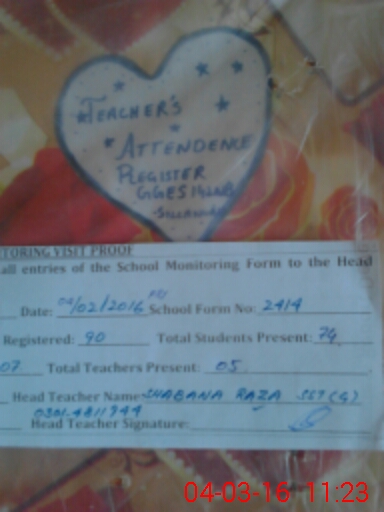 TEACHER'S
ATTENDENCE
REGISTER
GGES
TORING VISIT PROOF
all entries of the School Monitoring Form to the Head
Date: /02/2016 School Form No: 2414
Registered: 90 Total Students Present: 74
07 Total Teachers Present: 05
Head Teacher Name: SHABANA RAZA SST(G)
Head Teacher Signature:
04-03-16 11:23